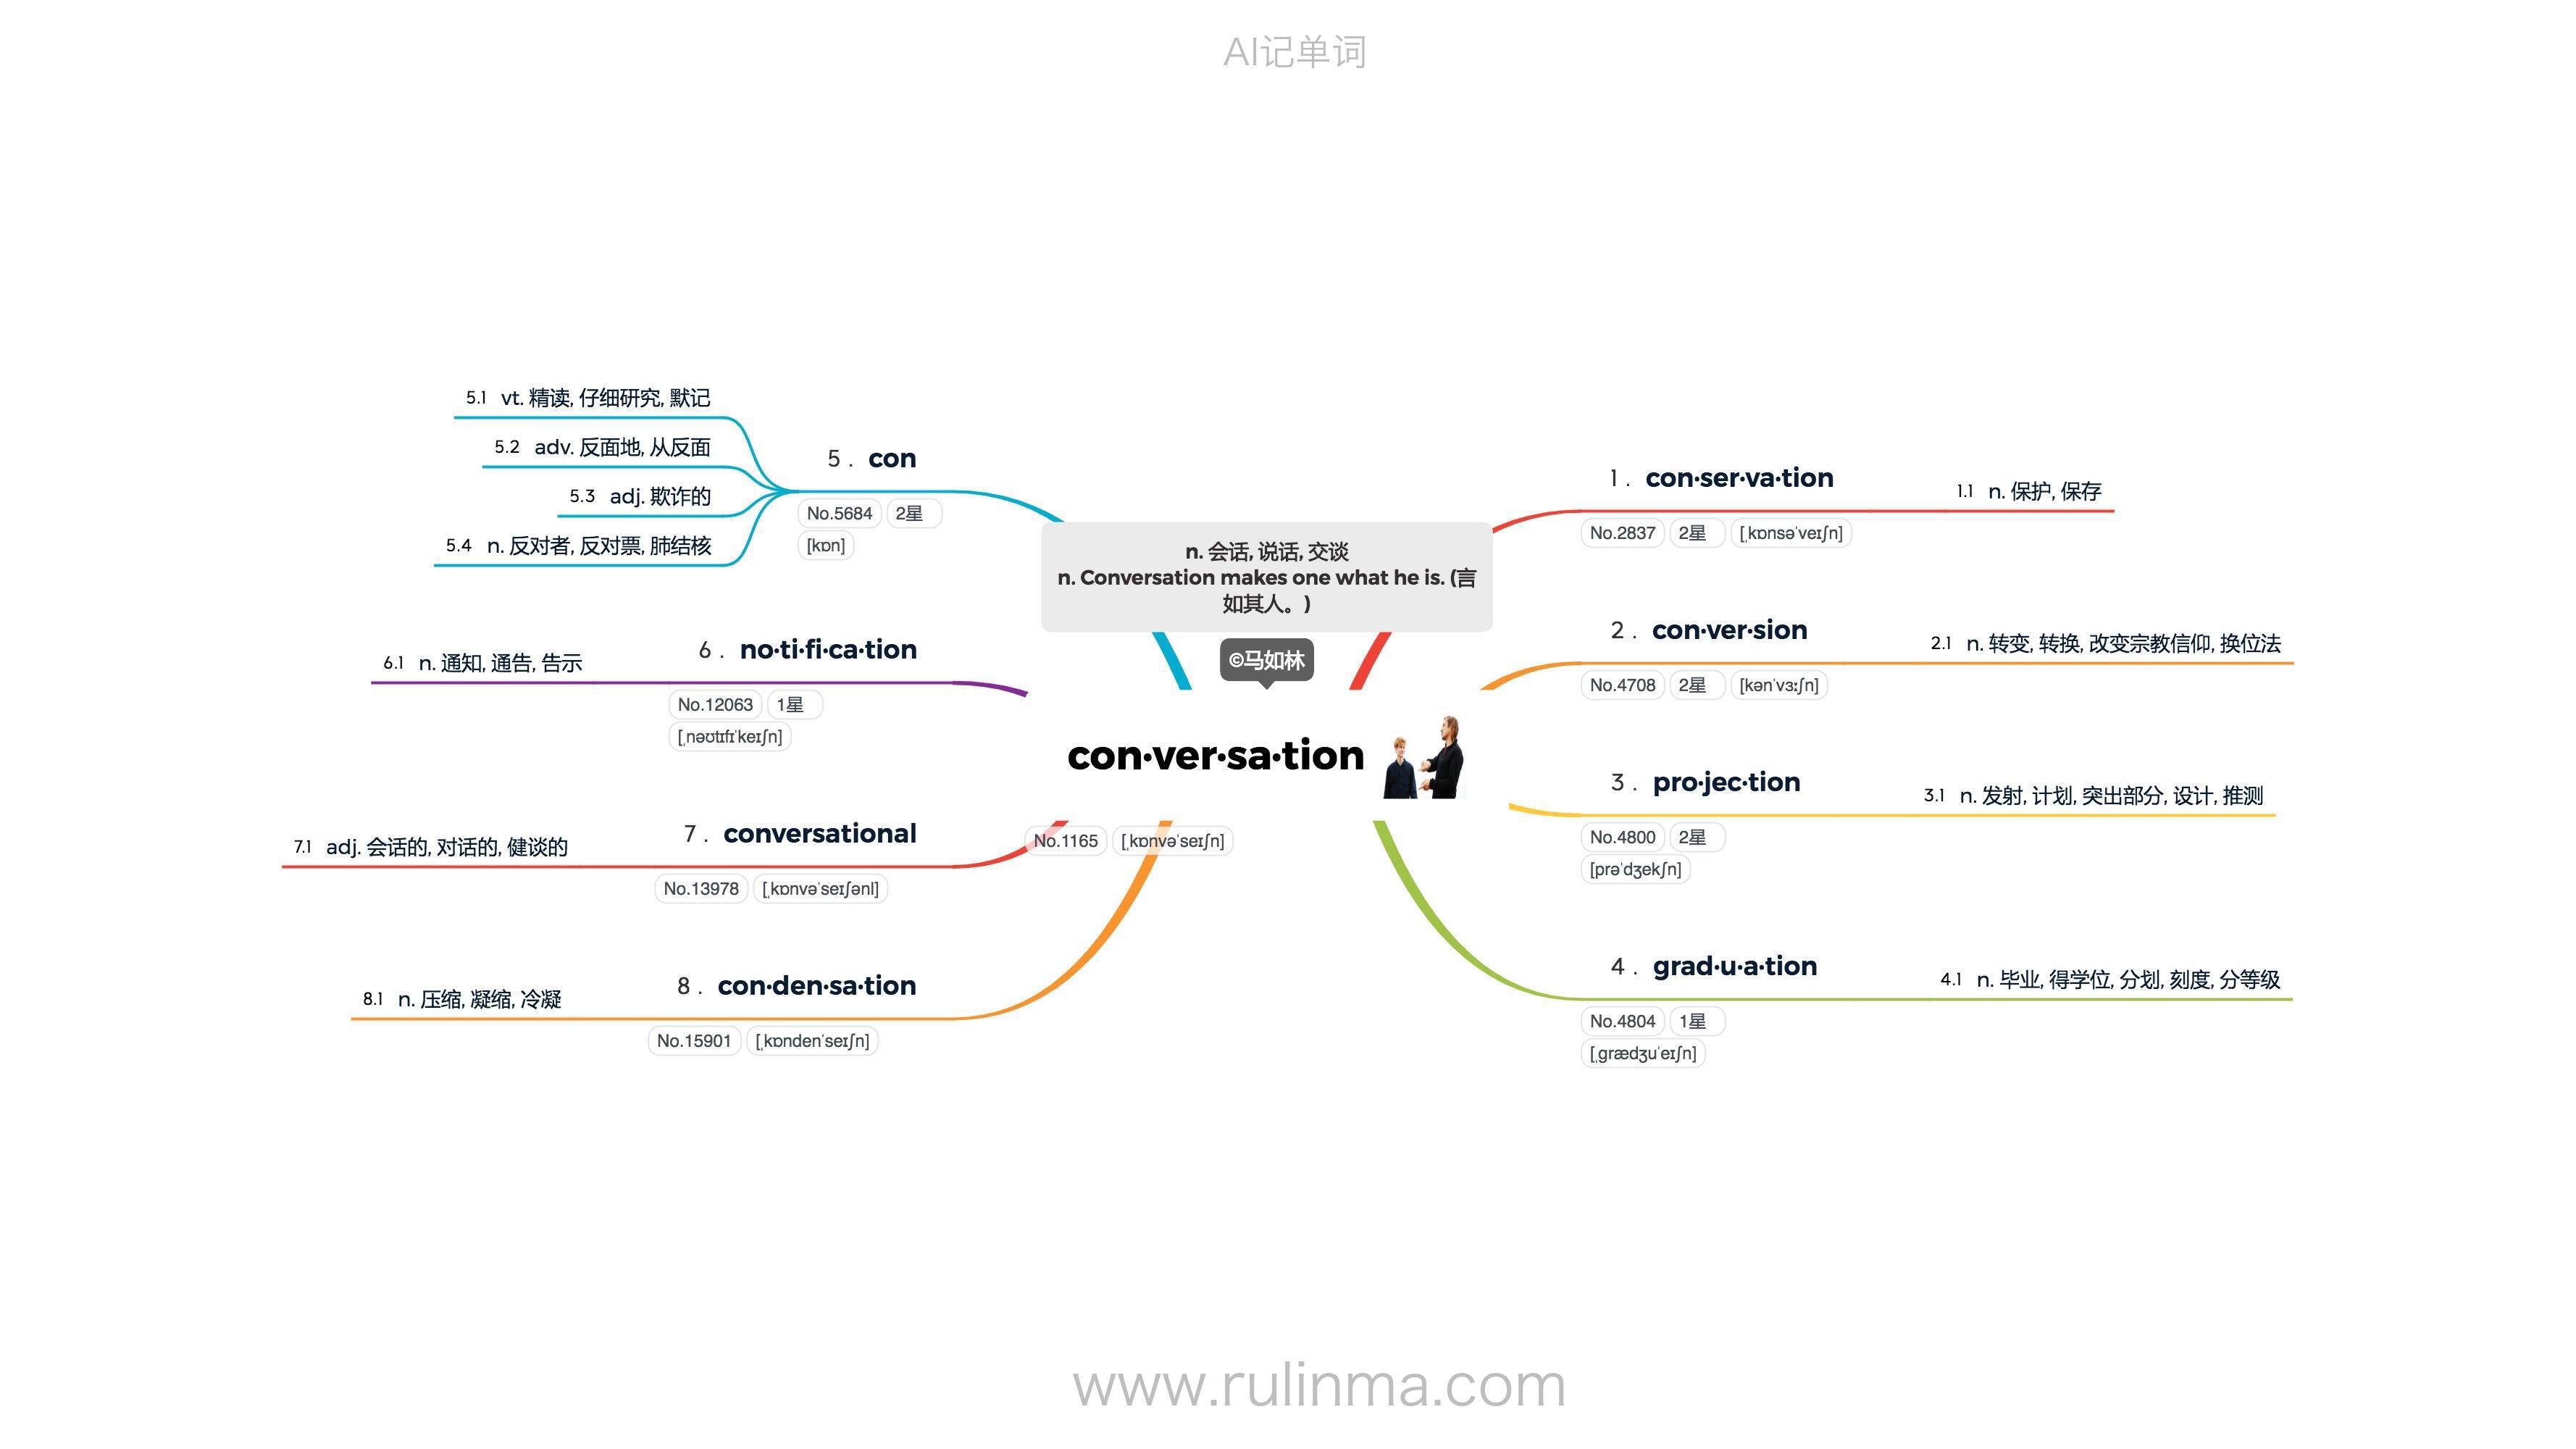 AI记单词
n. 会话, 说话, 交谈
n. Conversation makes one what he is. (言
如其人。)
©马如林
con·ver·sa·tion
No.1165 [ˌkɒnvəˈseɪʃn]
1. con·ser·va·tion
No.2837 2星 [ˌkɒnsəˈveɪʃn]
1.1 n. 保护, 保存
2. con·ver·sion
No.4708 2星 [kənˈvɜːʃn]
2.1 n. 转变, 转换, 改变宗教信仰, 换位法
3. pro·jec·tion
No.4800 2星
[prəˈdʒekʃn]
3.1 n. 发射, 计划, 突出部分, 设计, 推测
4. grad·u·a·tion
No.4804 1星
[ˌɡrædʒuˈeɪʃn]
4.1 n. 毕业, 得学位, 分划, 刻度, 分等级
5. con
No.5684 2星
[kɒn]
5.1 vt. 精读, 仔细研究, 默记
5.2 adv. 反面地, 从反面
5.3 adj. 欺诈的
5.4 n. 反对者, 反对票, 肺结核
6. no·ti·fi·ca·tion
No.12063 1星
[ˌnəʊtɪfɪˈkeɪʃn]
6.1 n. 通知, 通告, 告示
7. conversational
No.13978 [ˌkɒnvəˈseɪʃənl]
7.1 adj. 会话的, 对话的, 健谈的
8. con·den·sa·tion
No.15901 [ˌkɒndenˈseɪʃn]
8.1 n. 压缩, 凝缩, 冷凝
www.rulinma.com